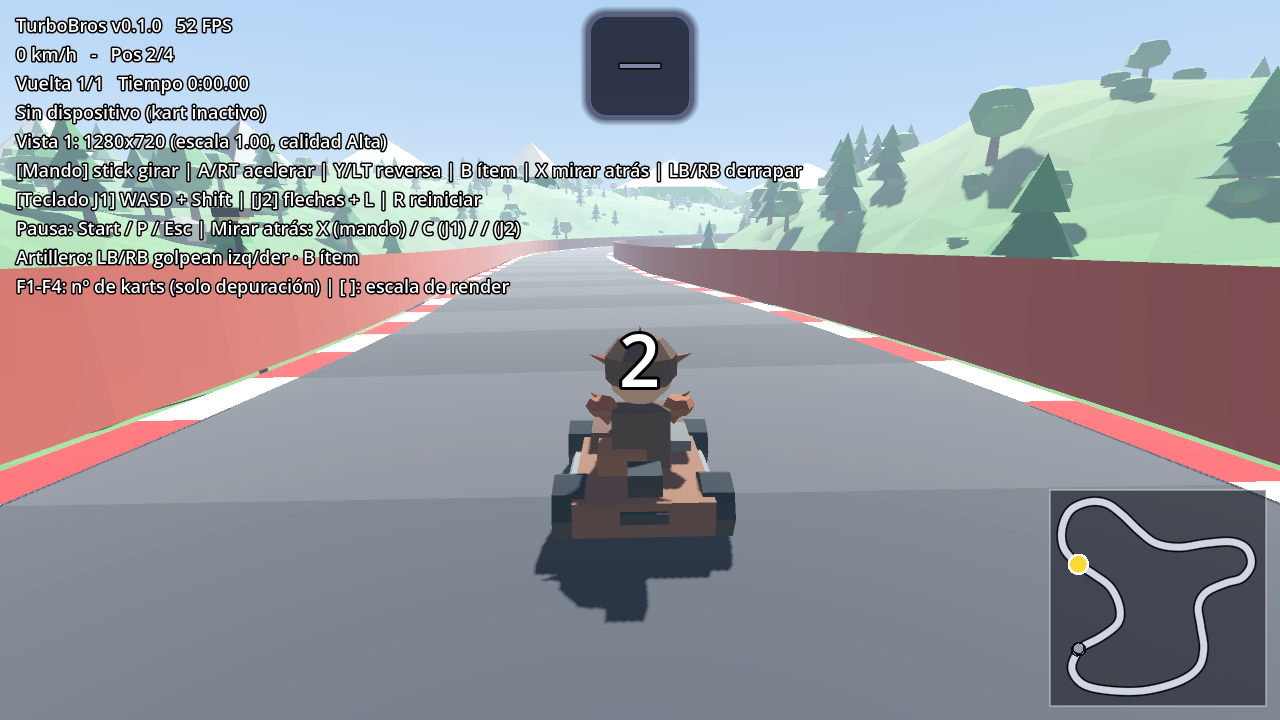 TurboBros v0.1.0   52 FPS
0 km/h  -  Pos 2/4
Vuelta 1/1   Tiempo 0:00.00
Sin dispositivo (kart inactivo)
Vista 1: 1280x720 (escala 1.00, calidad Alta)
[Mando] stick girar | A/RT acelerar | Y/LT reversa | B ítem | X mirar atrás | LB/RB derrapar
[Teclado J1] WASD + Shift | [J2] flechas + L | R reiniciar
Pausa: Start / P / Esc | Mirar atrás: X (mando) / C (J1) / / (J2)
Artillero: LB/RB golpean izq/der · B ítem
F1-F4: nº de karts (solo depuración) | [ ]: escala de render
2